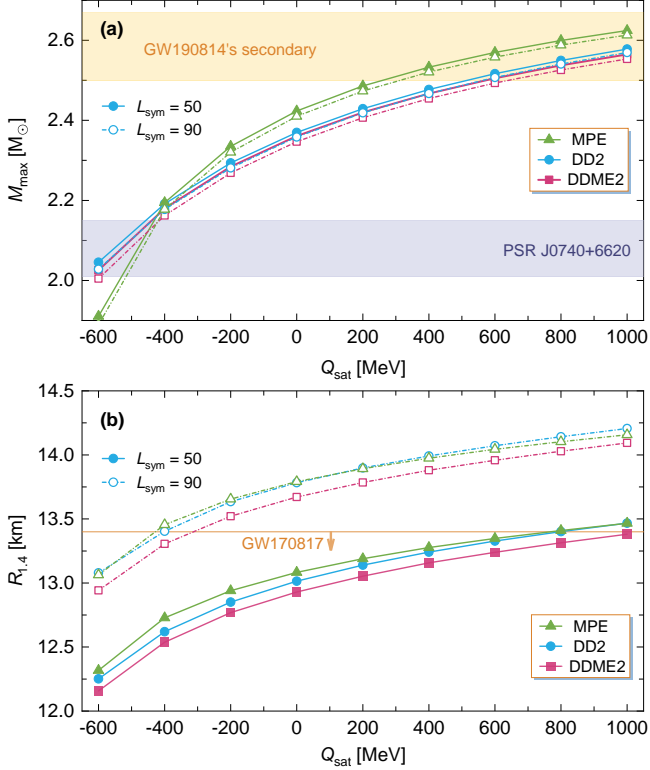 (a)
GW190814's secondary
L_sym = 50
L_sym = 90
MPE
DD2
DDME2
PSR J0740+6620
M_max [M_⊙]
2.6
2.4
2.2
2.0
-600 -400 -200 0 200 400 600 800 1000
Q_sat [MeV]
(b)
L_sym = 50
L_sym = 90
GW170817
MPE
DD2
DDME2
R_1.4 [km]
14.5
14.0
13.5
13.0
12.5
12.0
-600 -400 -200 0 200 400 600 800 1000
Q_sat [MeV]